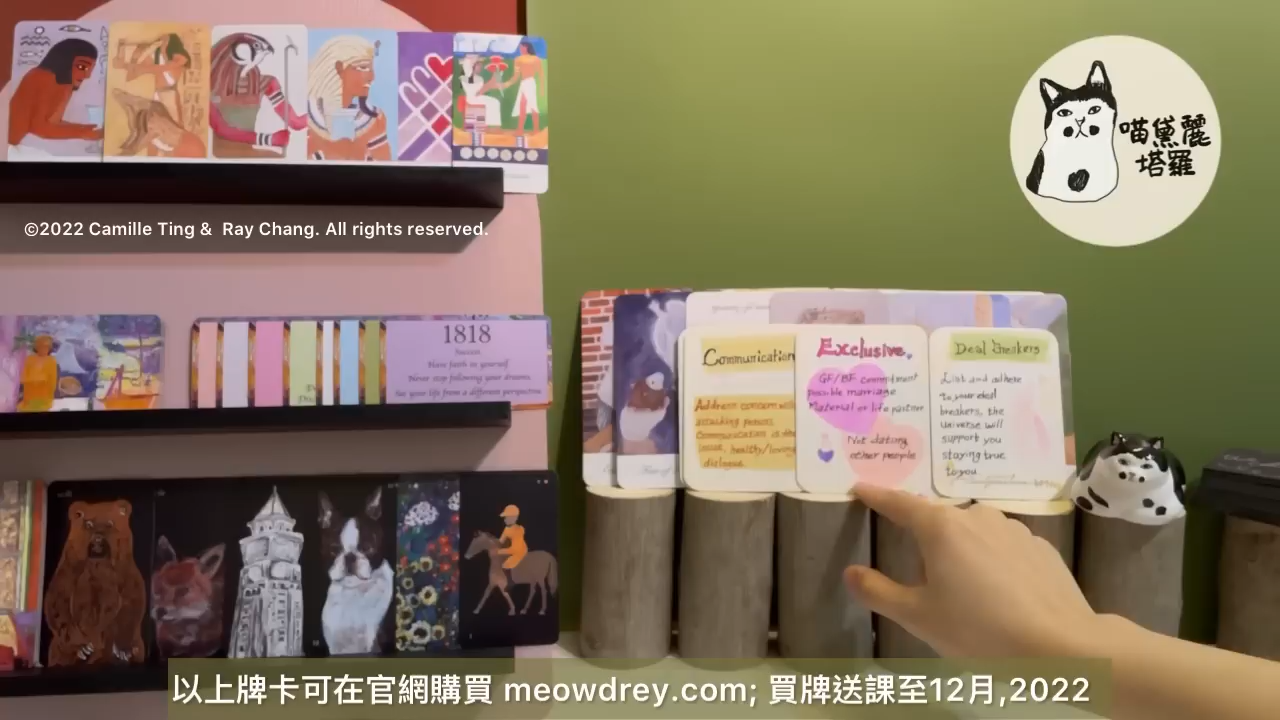 喵黛麗
塔羅
©2022 Camille Ting & Ray Chang. All rights reserved.
1818
Success
Have faith in yourself
Never stop following your dreams.
See your life from a different perspective
Communication
Address concern with
attacking person
Communication is the
issue, healthy/loving
dialogue.
Exclusive.
GF/BF commitment
possible marriage
Material or life partner
Not dating
other people
Deal Breakers
List and adhere
to your deal
breakers, the
universe will
support you
staying true
to you
以上牌卡可在官網購買 meowdrey.com; 買牌送課至12月,2022